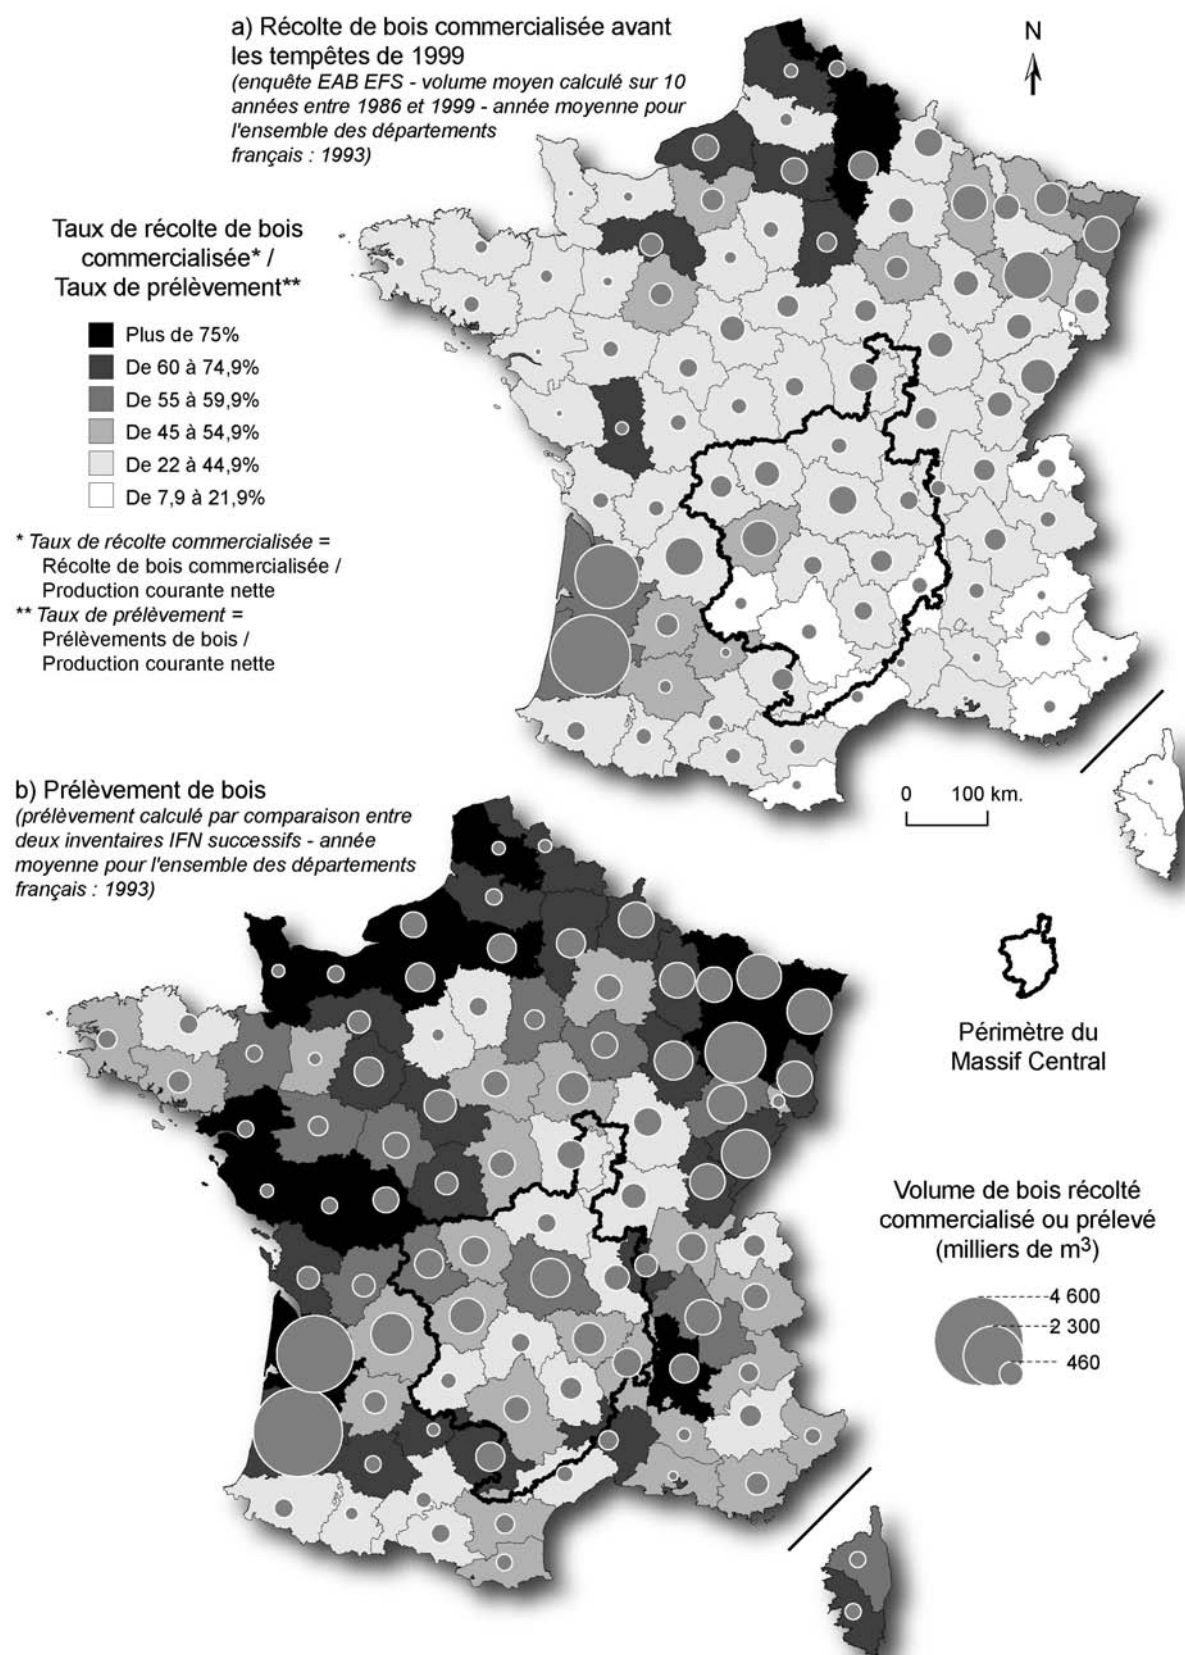 a) Récolte de bois commercialisée avant
les tempêtes de 1999
(enquête EAB EFS - volume moyen calculé sur 10
années entre 1986 et 1999 - année moyenne pour
l'ensemble des départements
français : 1993)
N
Taux de récolte de bois
commercialisée* /
Taux de prélèvement**
Plus de 75%
De 60 à 74,9%
De 55 à 59,9%
De 45 à 54,9%
De 22 à 44,9%
De 7,9 à 21,9%
* Taux de récolte commercialisée =
Récolte de bois commercialisée /
Production courante nette
** Taux de prélèvement =
Prélèvements de bois /
Production courante nette
0 100 km.
b) Prélèvement de bois
(prélèvement calculé par comparaison entre
deux inventaires IFN successifs - année
moyenne pour l'ensemble des départements
français : 1993)
Périmètre du
Massif Central
Volume de bois récolté
commercialisé ou prélevé
(milliers de m³)
4 600
2 300
460